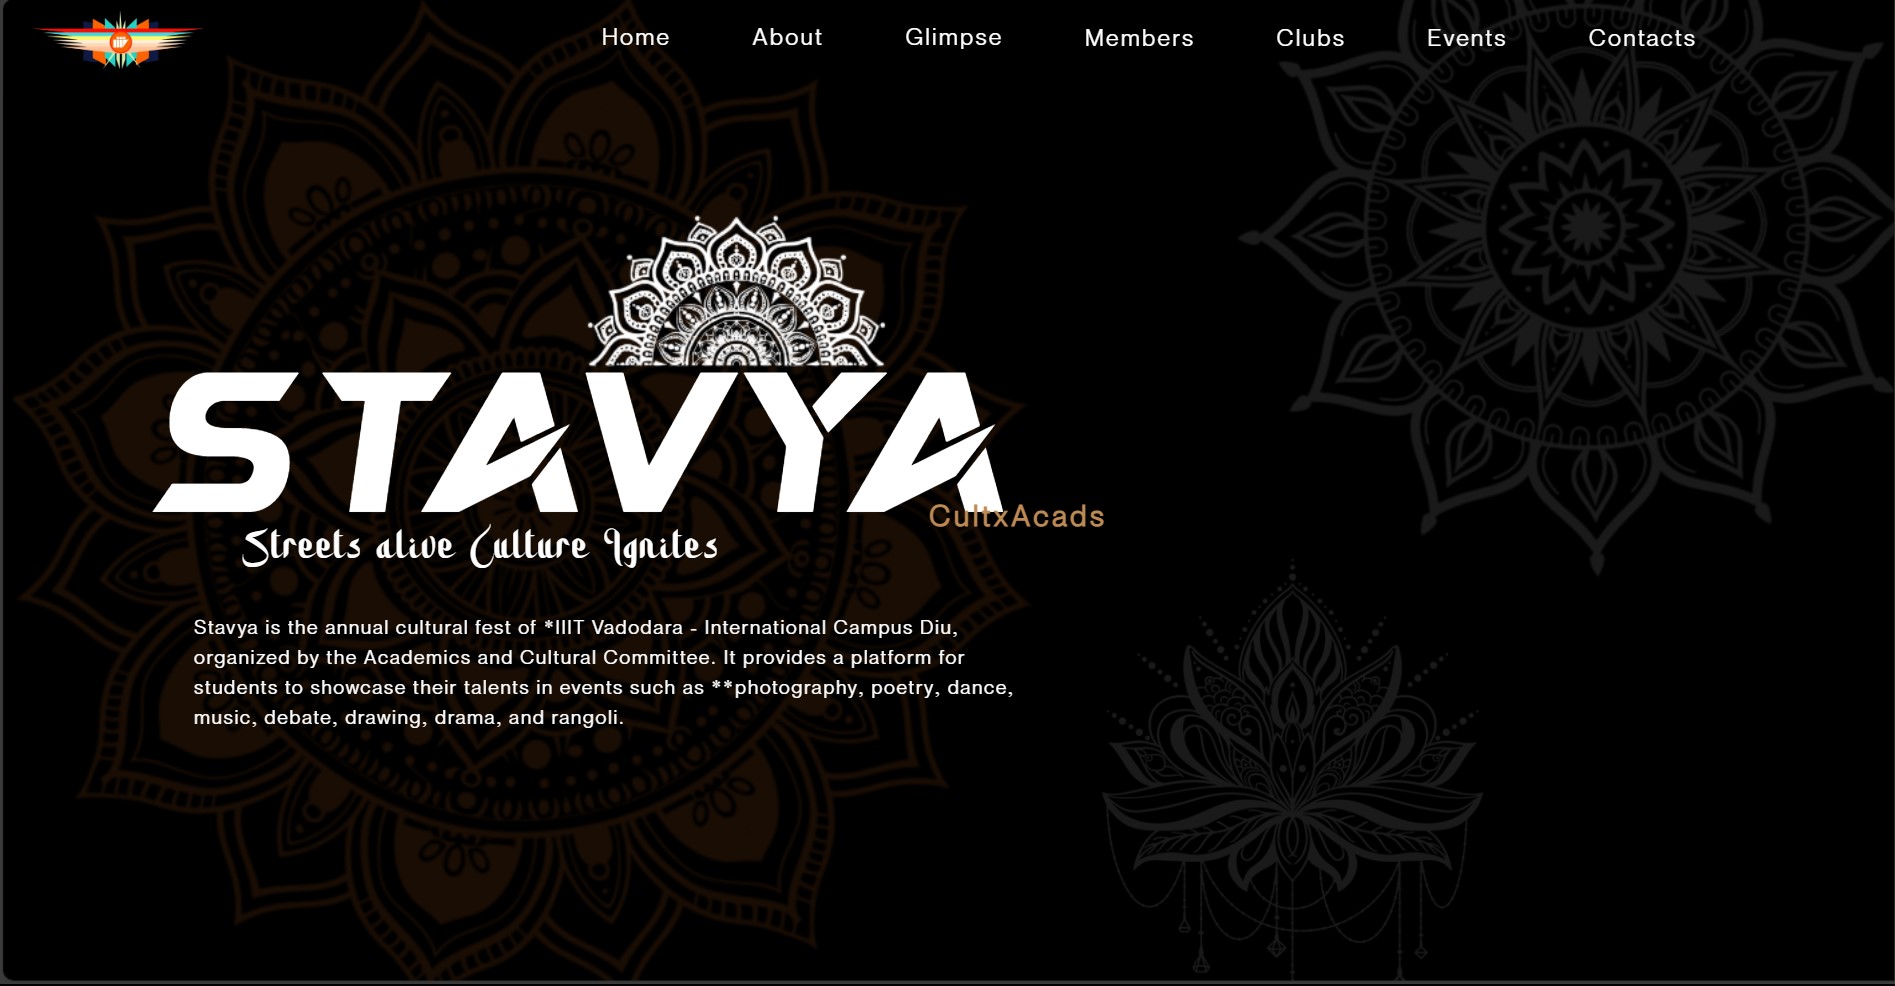 Home About Glimpse Members Clubs Events Contacts
STAVYA
CultxAcads
Streets alive Culture Ignites
Stavya is the annual cultural fest of *IIIT Vadodara - International Campus Diu,
organized by the Academics and Cultural Committee. It provides a platform for
students to showcase their talents in events such as **photography, poetry, dance,
music, debate, drawing, drama, and rangoli.